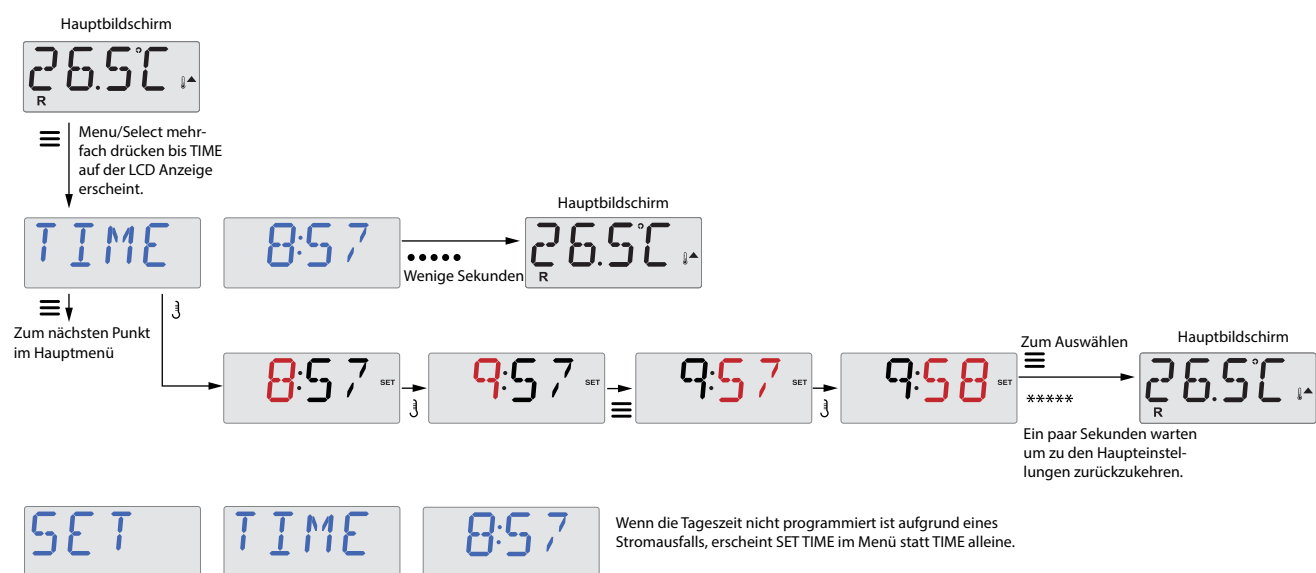 Hauptbildschirm
26.5°C
R
Menu/Select mehr-
fach drücken bis TIME
auf der LCD Anzeige
erscheint.
TIME
8:57
Wenige Sekunden
Hauptbildschirm
26.5°C
R
Zum nächsten Punkt
im Hauptmenü
8:57 SET
9:57 SET
9:57 SET
9:58 SET
Zum Auswählen
*****
Ein paar Sekunden warten
um zu den Haupteinstel-
lungen zurückzukehren.
Hauptbildschirm
26.5°C
R
SET
TIME
8:57
Wenn die Tageszeit nicht programmiert ist aufgrund eines
Stromausfalls, erscheint SET TIME im Menü statt TIME alleine.